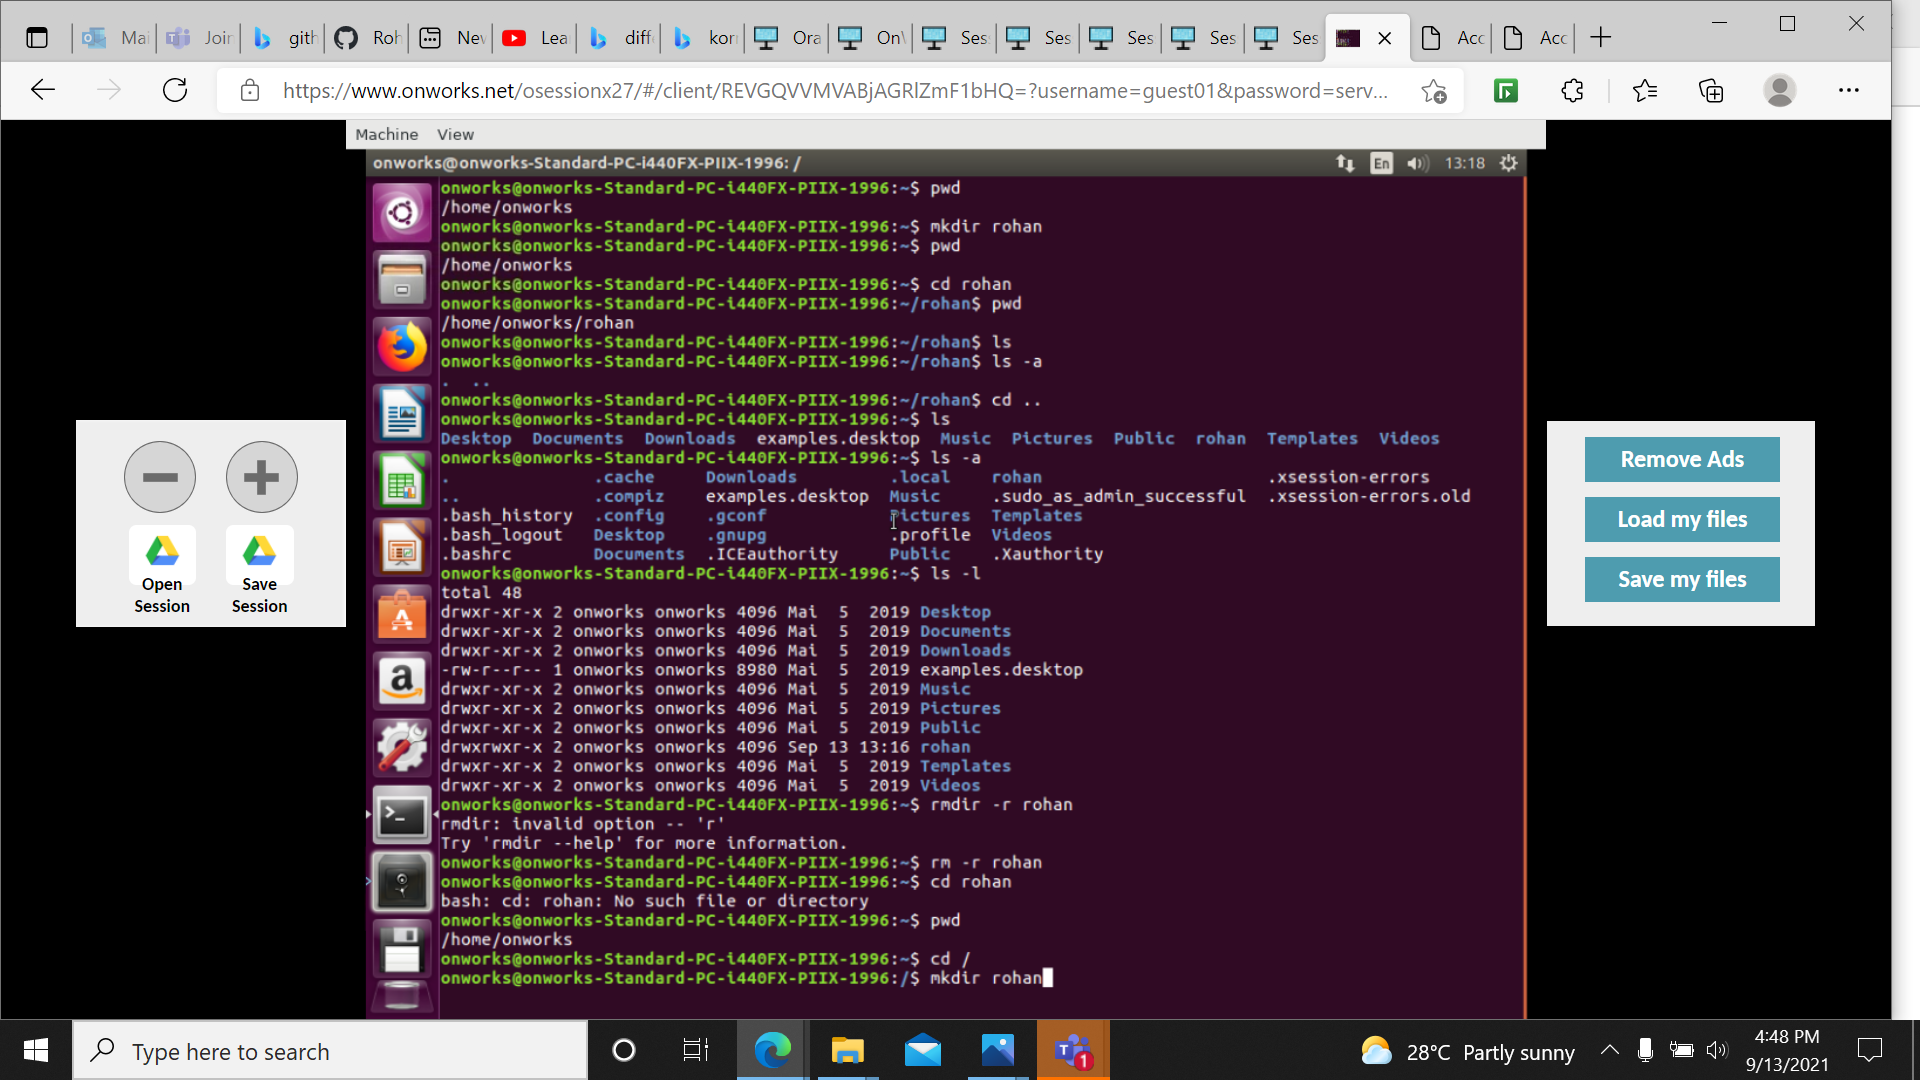 Mai
Join
gith
Roh
Nev
Lea
diff
kor
Ora
On\
Ses
Ses
Ses
Ses
Ses
Acc
Acc
https://www.onworks.net/osessionx27/#/client/REVGQVVMVABjAGRlZmF1bHQ=?username=guest01&password=serv...
Machine View
onworks@onworks-Standard-PC-i440FX-PIIX-1996: /
En 13:18
onworks@onworks-Standard-PC-i440FX-PIIX-1996:~$ pwd
/home/onworks
onworks@onworks-Standard-PC-i440FX-PIIX-1996:~$ mkdir rohan
onworks@onworks-Standard-PC-i440FX-PIIX-1996:~$ pwd
/home/onworks
onworks@onworks-Standard-PC-i440FX-PIIX-1996:~$ cd rohan
onworks@onworks-Standard-PC-i440FX-PIIX-1996:~/rohan$ pwd
/home/onworks/rohan
onworks@onworks-Standard-PC-i440FX-PIIX-1996:~/rohan$ ls
onworks@onworks-Standard-PC-i440FX-PIIX-1996:~/rohan$ ls -a
. ..
onworks@onworks-Standard-PC-i440FX-PIIX-1996:~/rohan$ cd ..
onworks@onworks-Standard-PC-i440FX-PIIX-1996:~$ ls
Desktop Documents Downloads examples.desktop Music Pictures Public rohan Templates Videos
onworks@onworks-Standard-PC-i440FX-PIIX-1996:~$ ls -a
. .cache Downloads .local rohan .xsession-errors
.. .compiz examples.desktop Music .sudo_as_admin_successful .xsession-errors.old
.bash_history .config .gconf Pictures Templates
.bash_logout Desktop .gnupg .profile Videos
.bashrc Documents .ICEauthority Public .Xauthority
onworks@onworks-Standard-PC-i440FX-PIIX-1996:~$ ls -l
total 48
drwxr-xr-x 2 onworks onworks 4096 Mai 5 2019 Desktop
drwxr-xr-x 2 onworks onworks 4096 Mai 5 2019 Documents
drwxr-xr-x 2 onworks onworks 4096 Mai 5 2019 Downloads
-rw-r--r-- 1 onworks onworks 8980 Mai 5 2019 examples.desktop
drwxr-xr-x 2 onworks onworks 4096 Mai 5 2019 Music
drwxr-xr-x 2 onworks onworks 4096 Mai 5 2019 Pictures
drwxr-xr-x 2 onworks onworks 4096 Mai 5 2019 Public
drwxrwxr-x 2 onworks onworks 4096 Sep 13 13:16 rohan
drwxr-xr-x 2 onworks onworks 4096 Mai 5 2019 Templates
drwxr-xr-x 2 onworks onworks 4096 Mai 5 2019 Videos
onworks@onworks-Standard-PC-i440FX-PIIX-1996:~$ rmdir -r rohan
rmdir: invalid option -- 'r'
Try 'rmdir --help' for more information.
onworks@onworks-Standard-PC-i440FX-PIIX-1996:~$ rm -r rohan
onworks@onworks-Standard-PC-i440FX-PIIX-1996:~$ cd rohan
bash: cd: rohan: No such file or directory
onworks@onworks-Standard-PC-i440FX-PIIX-1996:~$ pwd
/home/onworks
onworks@onworks-Standard-PC-i440FX-PIIX-1996:~$ cd /
onworks@onworks-Standard-PC-i440FX-PIIX-1996:/$ mkdir rohan
Open Session
Save Session
Remove Ads
Load my files
Save my files
Type here to search
1
28°C Partly sunny
4:48 PM
9/13/2021